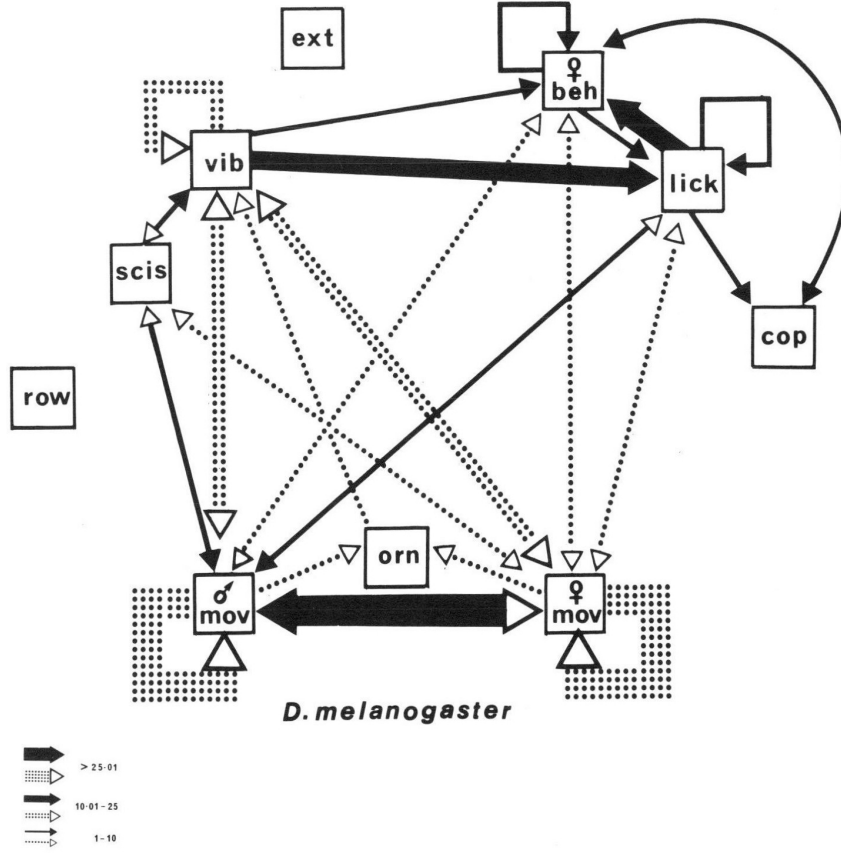 ext
♀
beh
vib
lick
scis
cop
row
orn
♂
mov
♀
mov
D. melanogaster
> 25·01
10·01 – 25
1 – 10